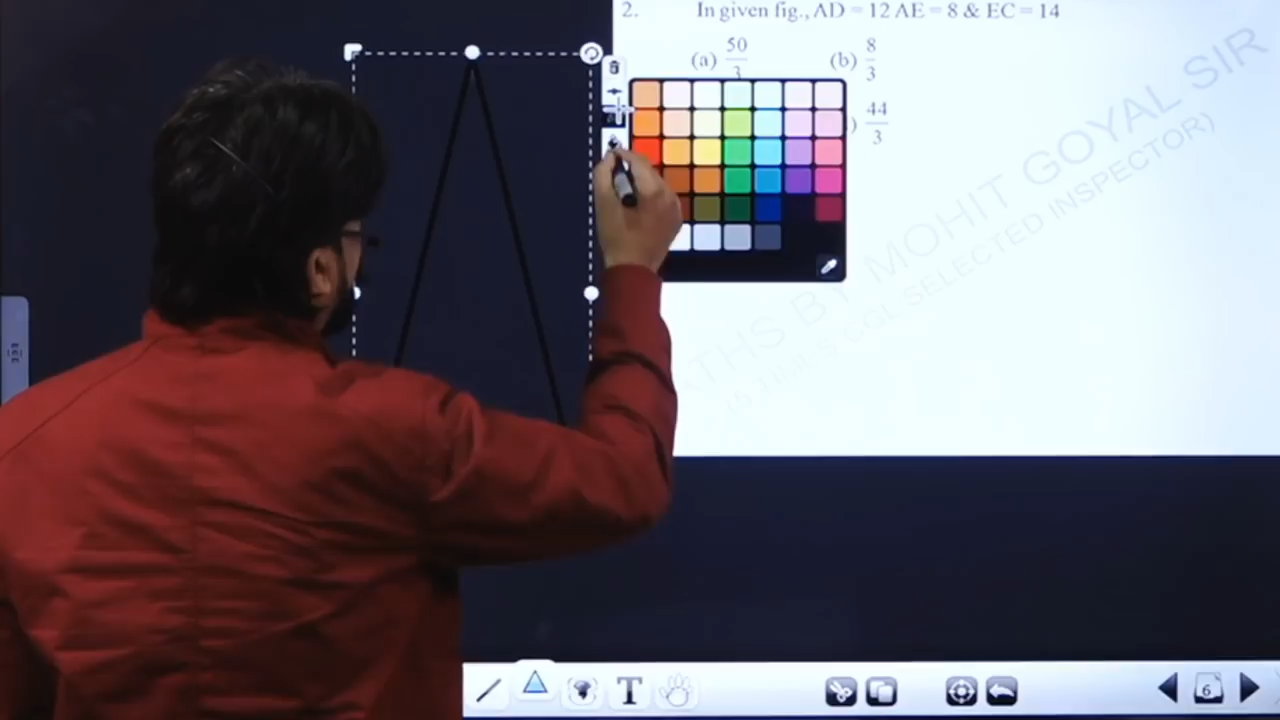 2. In given fig., AD = 12 AE = 8 & EC = 14
(a) 50/3 (b) 8/3
) 44/3
MATHS BY MOHIT GOYAL SIR
SELECTED INSPECTOR)
T
6